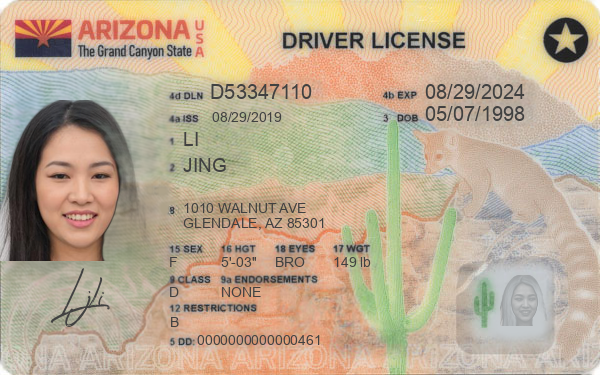 ARIZONA USA
The Grand Canyon State
DRIVER LICENSE
4d DLN D53347110
4b EXP 08/29/2024
4a ISS 08/29/2019
3 DOB 05/07/1998
1 LI
2 JING
8 1010 WALNUT AVE
GLENDALE, AZ 85301
15 SEX 16 HGT 18 EYES 17 WGT
F 5'-03" BRO 149 lb
9 CLASS 9a ENDORSEMENTS
D NONE
12 RESTRICTIONS
B
5 DD: 0000000000000461
ARIZONA ARIZONA ARIZONA ARIZONA